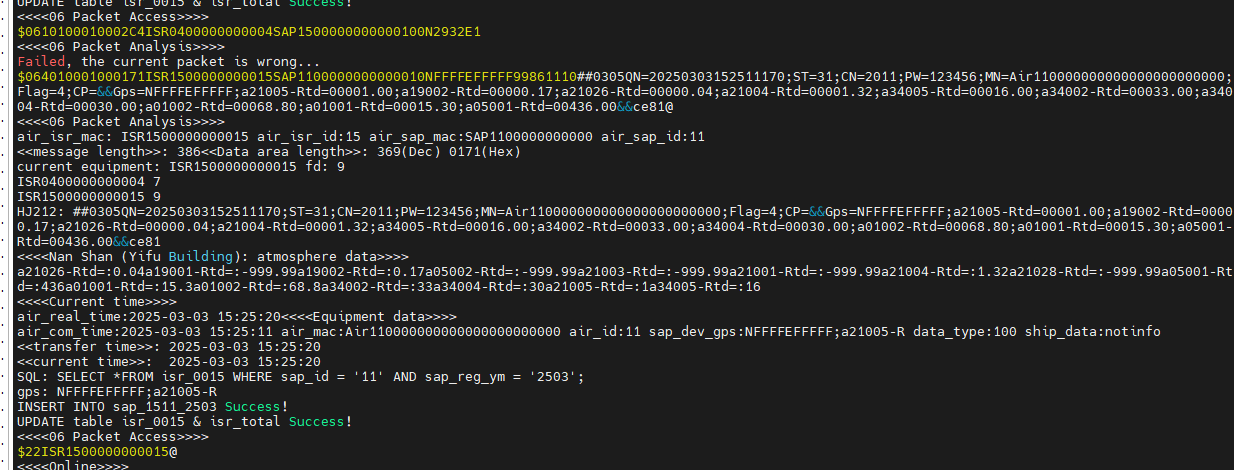 UPDATE table isr_0015 & isr_total Success!
<<<<06 Packet Access>>>>
$0610100010002C4ISR0400000000004SAP1500000000000100N2932E1
<<<<06 Packet Analysis>>>>
Failed, the current packet is wrong...
$064010001000171ISR1500000000015SAP1100000000000010NFFFFEFFFFF99861110##0305QN=20250303152511170;ST=31;CN=2011;PW=123456;MN=Air110000000000000000000000;
Flag=4;CP=&&Gps=NFFFFEFFFFF;a21005-Rtd=00001.00;a19002-Rtd=00000.17;a21026-Rtd=00000.04;a21004-Rtd=00001.32;a34005-Rtd=00016.00;a34002-Rtd=00033.00;a340
04-Rtd=00030.00;a01002-Rtd=00068.80;a01001-Rtd=00015.30;a05001-Rtd=00436.00&&ce81@
<<<<06 Packet Analysis>>>>
air_isr_mac: ISR1500000000015 air_isr_id:15 air_sap_mac:SAP1100000000000 air_sap_id:11
<<message length>>: 386<<Data area length>>: 369(Dec) 0171(Hex)
current equipment: ISR1500000000015 fd: 9
ISR0400000000004 7
ISR1500000000015 9
HJ212: ##0305QN=20250303152511170;ST=31;CN=2011;PW=123456;MN=Air110000000000000000000000;Flag=4;CP=&&Gps=NFFFFEFFFFF;a21005-Rtd=00001.00;a19002-Rtd=0000
0.17;a21026-Rtd=00000.04;a21004-Rtd=00001.32;a34005-Rtd=00016.00;a34002-Rtd=00033.00;a34004-Rtd=00030.00;a01002-Rtd=00068.80;a01001-Rtd=00015.30;a05001-
Rtd=00436.00&&ce81
<<<<Nan Shan (Yifu Building): atmosphere data>>>>
a21026-Rtd=:0.04a19001-Rtd=:-999.99a19002-Rtd=:0.17a05002-Rtd=:-999.99a21003-Rtd=:-999.99a21001-Rtd=:-999.99a21004-Rtd=:1.32a21028-Rtd=:-999.99a05001-Rt
d=:436a01001-Rtd=:15.3a01002-Rtd=:68.8a34002-Rtd=:33a34004-Rtd=:30a21005-Rtd=:1a34005-Rtd=:16
<<<<Current time>>>>
air_real_time:2025-03-03 15:25:20<<<<Equipment data>>>>
air_com_time:2025-03-03 15:25:11 air_mac:Air110000000000000000000000 air_id:11 sap_dev_gps:NFFFFEFFFFF;a21005-R data_type:100 ship_data:notinfo
<<transfer time>>: 2025-03-03 15:25:20
<<current time>>:  2025-03-03 15:25:20
SQL: SELECT *FROM isr_0015 WHERE sap_id = '11' AND sap_reg_ym = '2503';
gps: NFFFFEFFFFF;a21005-R
INSERT INTO sap_1511_2503 Success!
UPDATE table isr_0015 & isr_total Success!
<<<<06 Packet Access>>>>
$22ISR1500000000015@
<<<<Online>>>>